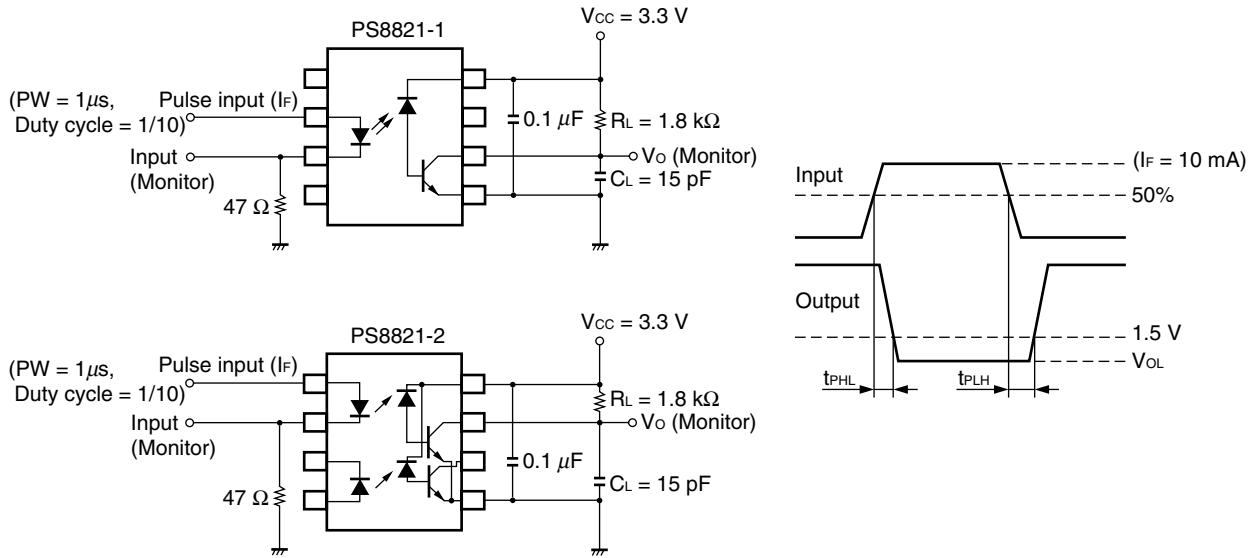 VCC = 3.3 V
PS8821-1
(PW = 1μs,
Duty cycle = 1/10)
Pulse input (IF)
Input
(Monitor)
47 Ω
0.1 μF
RL = 1.8 kΩ
VO (Monitor)
CL = 15 pF
Input
(IF = 10 mA)
50%
Output
1.5 V
VOL
tPHL
tPLH
VCC = 3.3 V
PS8821-2
(PW = 1μs,
Duty cycle = 1/10)
Pulse input (IF)
Input
(Monitor)
47 Ω
0.1 μF
RL = 1.8 kΩ
VO (Monitor)
CL = 15 pF